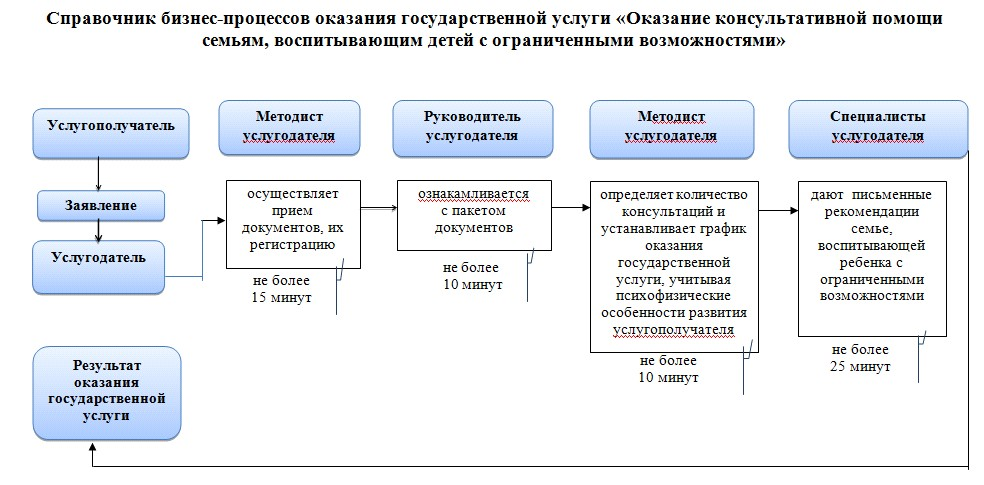 Справочник бизнес-процессов оказания государственной услуги «Оказание консультативной помощи
семьям, воспитывающим детей с ограниченными возможностями»
Услугополучатель
Заявление
Услугодатель
Методист
услугодателя
осуществляет
прием
документов, их
регистрацию
не более
15 минут
Руководитель
услугодателя
ознакамливается
с пакетом
документов
не более
10 минут
Методист
услугодателя
определяет количество
консультаций и
устанавливает график
оказания
государственной
услуги, учитывая
психофизические
особенности развития
услугополучателя
не более
10 минут
Специалисты
услугодателя
дают письменные
рекомендации
семье,
воспитывающей
ребенка с
ограниченными
возможностями
не более
25 минут
Результат
оказания
государственной
услуги